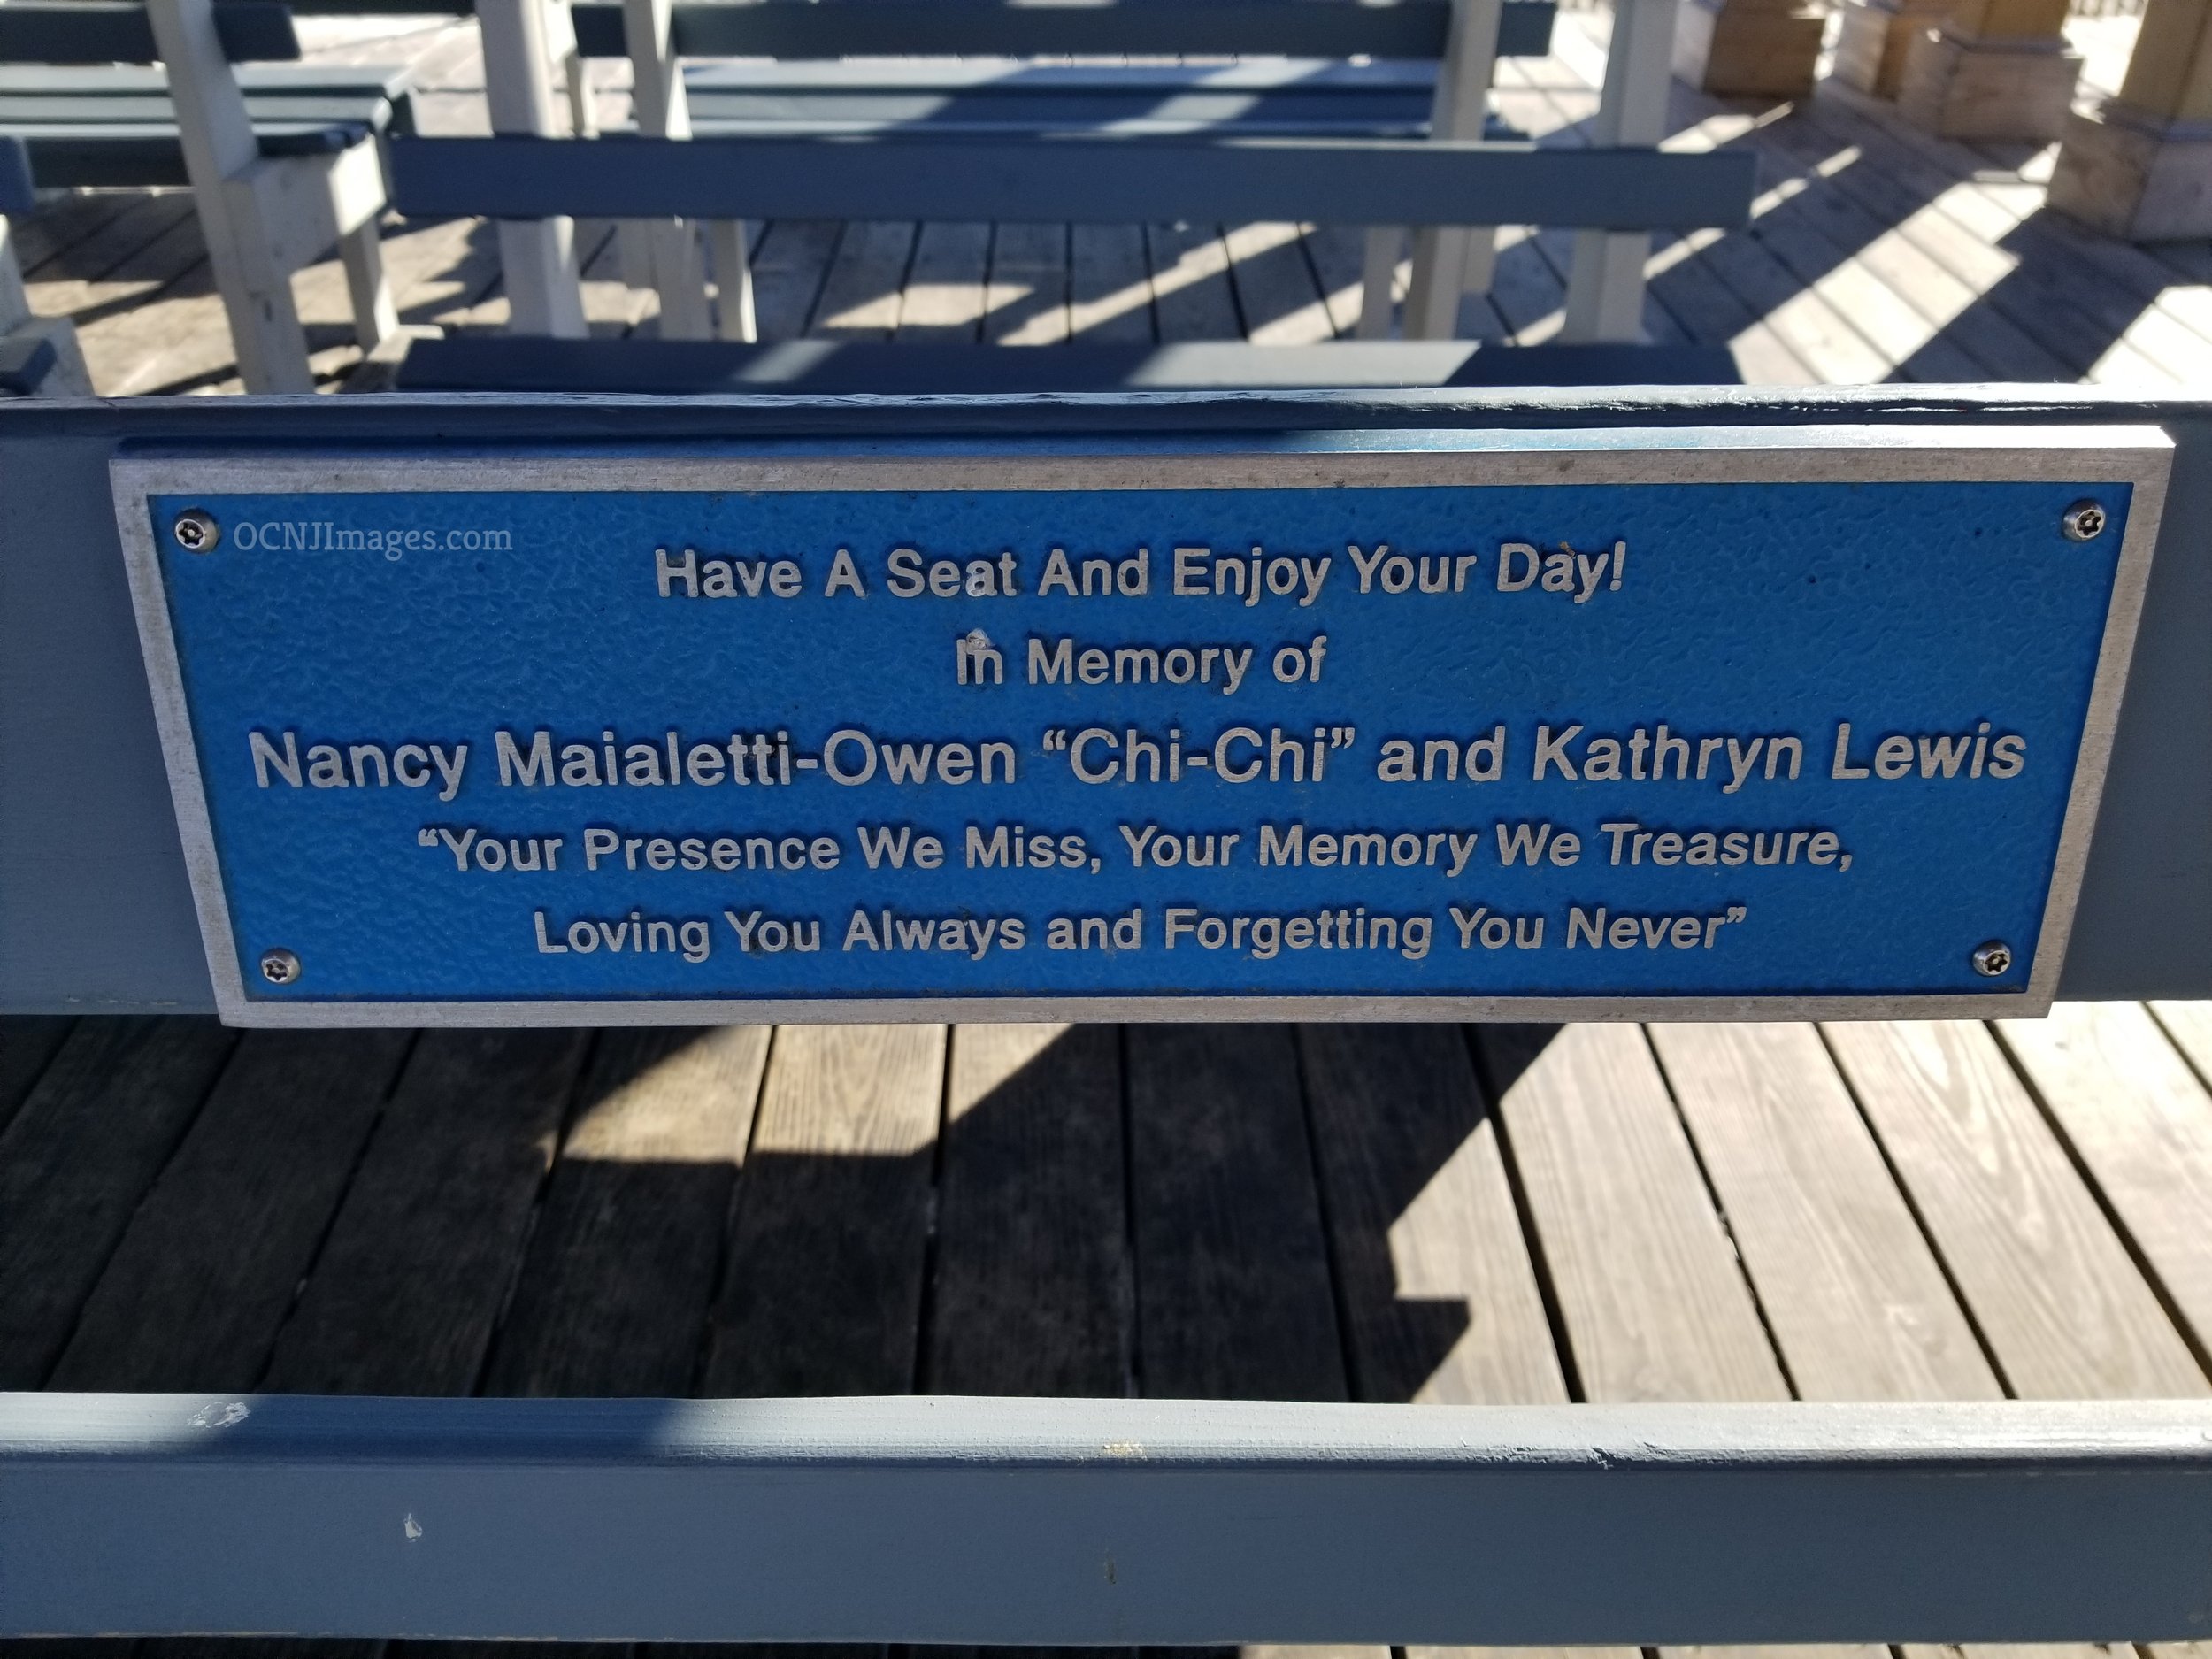 OCNJImages.com
Have A Seat And Enjoy Your Day!
In Memory of
Nancy Maialetti-Owen “Chi-Chi” and Kathryn Lewis
“Your Presence We Miss, Your Memory We Treasure,
Loving You Always and Forgetting You Never”